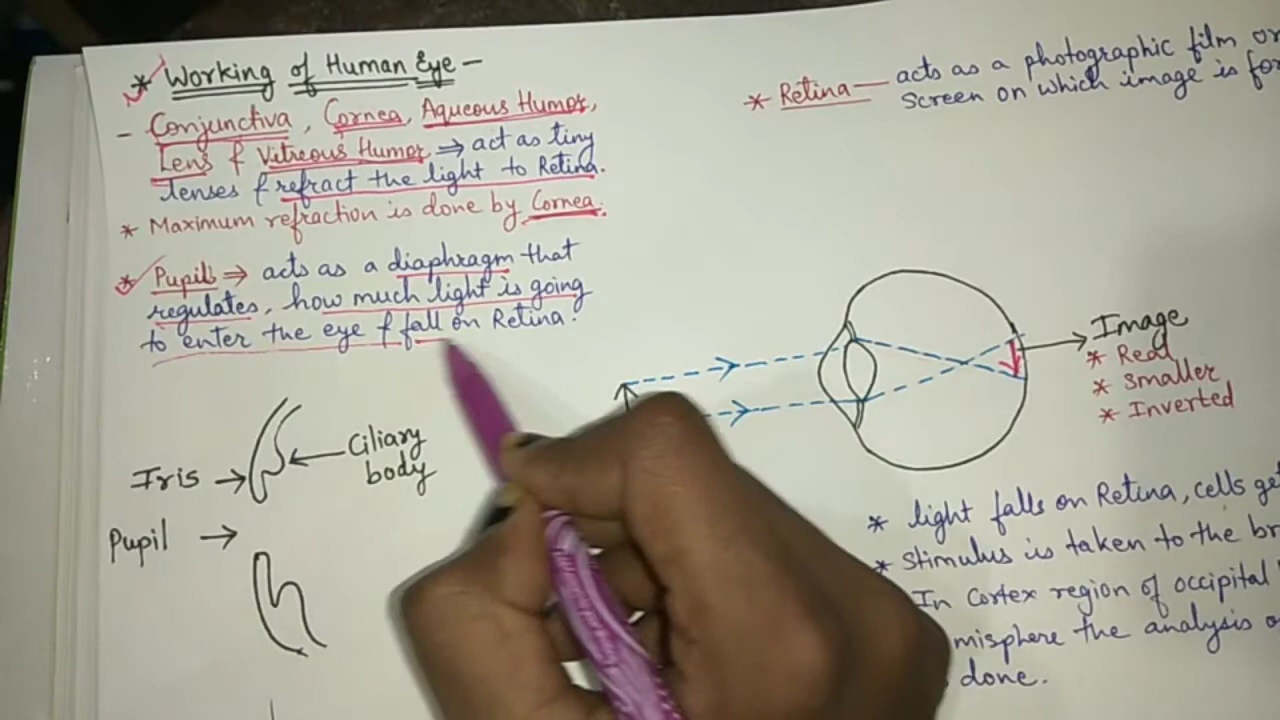 * Working of Human Eye -
- Conjunctiva, Cornea, Aqueous Humor,
Lens & Vitreous Humor ⇒ act as tiny
lenses & refract the light to Retina.
* Maximum refraction is done by Cornea.
* Pupil ⇒ acts as a diaphragm that
regulates, how much light is going
to enter the eye & fall on Retina.
Iris →
Ciliary
body
Pupil →
* Retina - acts as a photographic film or
screen on which image is for
Image
* Real
* Smaller
* Inverted
* light falls on Retina, cells get
* Stimulus is taken to the br
In Cortex region of occipital
misphere the analysis o
done.